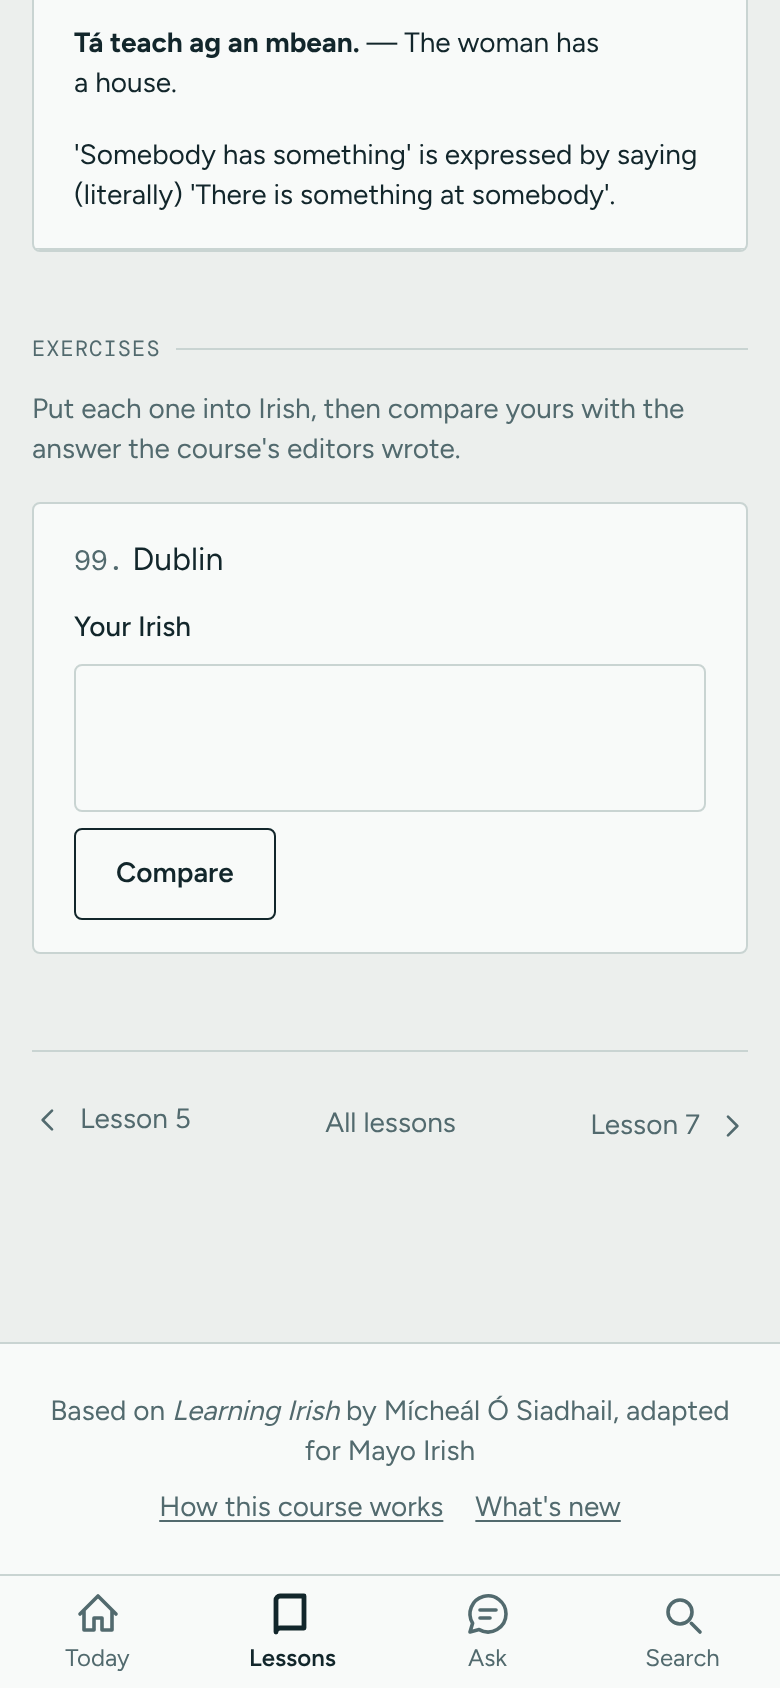 Tá teach ag an mbean. — The woman has
a house.
'Somebody has something' is expressed by saying
(literally) 'There is something at somebody'.
EXERCISES
Put each one into Irish, then compare yours with the
answer the course's editors wrote.
99. Dublin
Your Irish
Compare
Lesson 5
All lessons
Lesson 7
Based on Learning Irish by Mícheál Ó Siadhail, adapted
for Mayo Irish
How this course works What's new
Today Lessons Ask Search